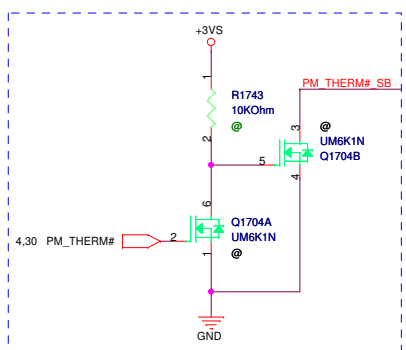 +3VS
1
PM_THERM#_SB
R1743
10KOhm
@
2
3
@
UM6K1N
Q1704B
5
4
6
Q1704A
UM6K1N
@
4,30 PM_THERM#
2
1
GND